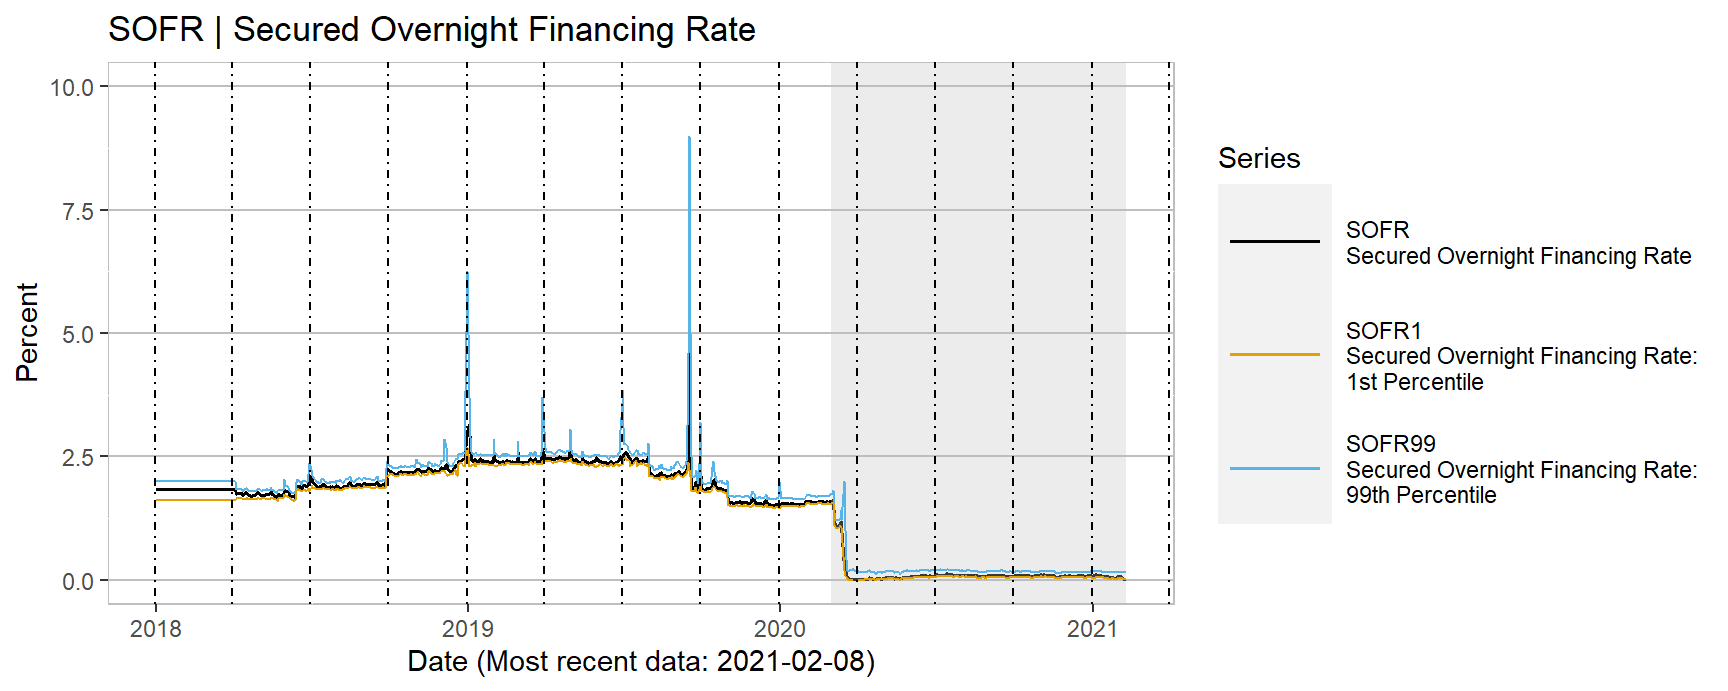 SOFR | Secured Overnight Financing Rate
10.0
7.5
5.0
2.5
0.0
Percent
2018
2019
2020
2021
Date (Most recent data: 2021-02-08)
Series
SOFR
Secured Overnight Financing Rate
SOFR1
Secured Overnight Financing Rate:
1st Percentile
SOFR99
Secured Overnight Financing Rate:
99th Percentile